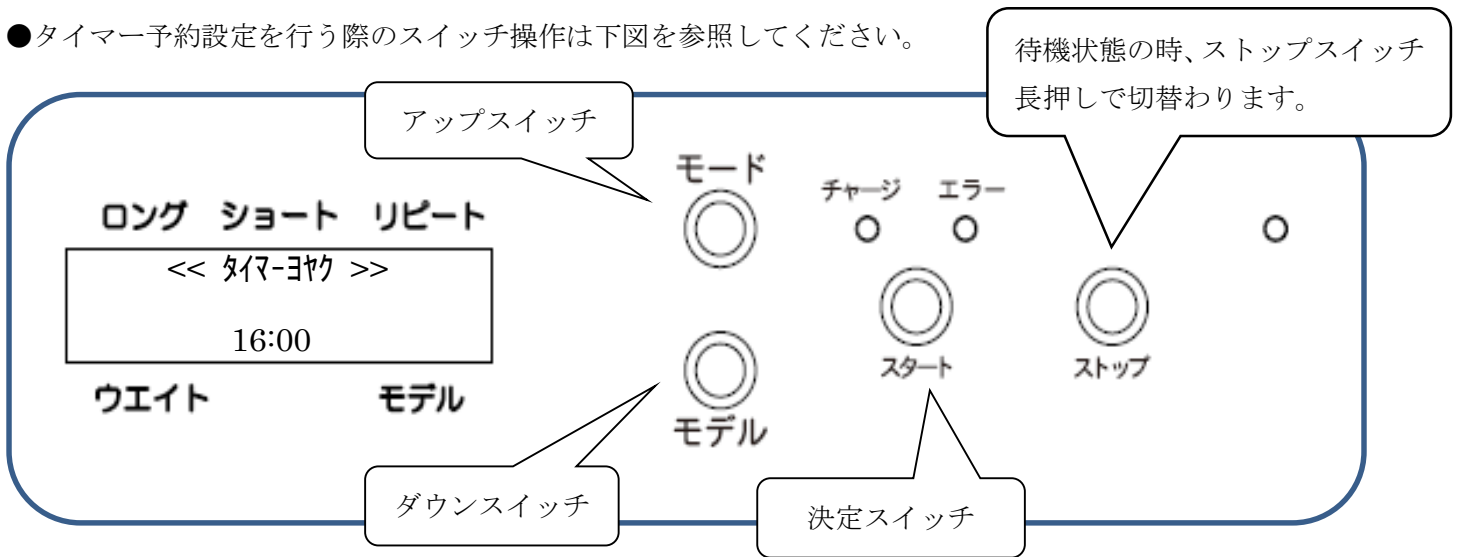 ●タイマー予約設定を行う際のスイッチ操作は下図を参照してください。
待機状態の時、ストップスイッチ
長押しで切替わります。
アップスイッチ
モード
チャージ エラー
ロング ショート リピート
<< ﾀｲﾏｰﾖﾔｸ >>
16:00
スタート
ストップ
ウエイト モデル
モデル
ダウンスイッチ
決定スイッチ